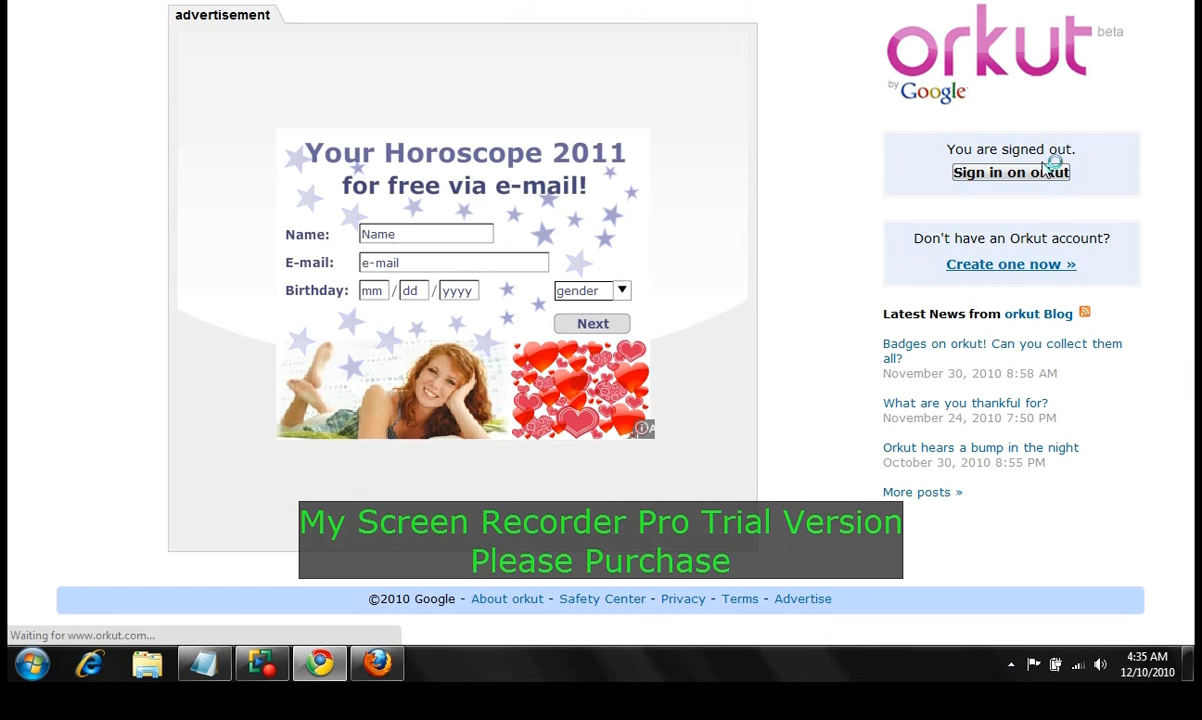 advertisement
orkut beta
by Google
Your Horoscope 2011
for free via e-mail!
You are signed out.
Sign in on orkut
Name: Name
E-mail: e-mail
Birthday: mm / dd / yyyy gender
Next
Don't have an Orkut account?
Create one now »
Latest News from orkut Blog
Badges on orkut! Can you collect them
all?
November 30, 2010 8:58 AM
What are you thankful for?
November 24, 2010 7:50 PM
Orkut hears a bump in the night
October 30, 2010 8:55 PM
More posts »
My Screen Recorder Pro Trial Version
Please Purchase
©2010 Google - About orkut - Safety Center - Privacy - Terms - Advertise
Waiting for www.orkut.com...
4:35 AM
12/10/2010